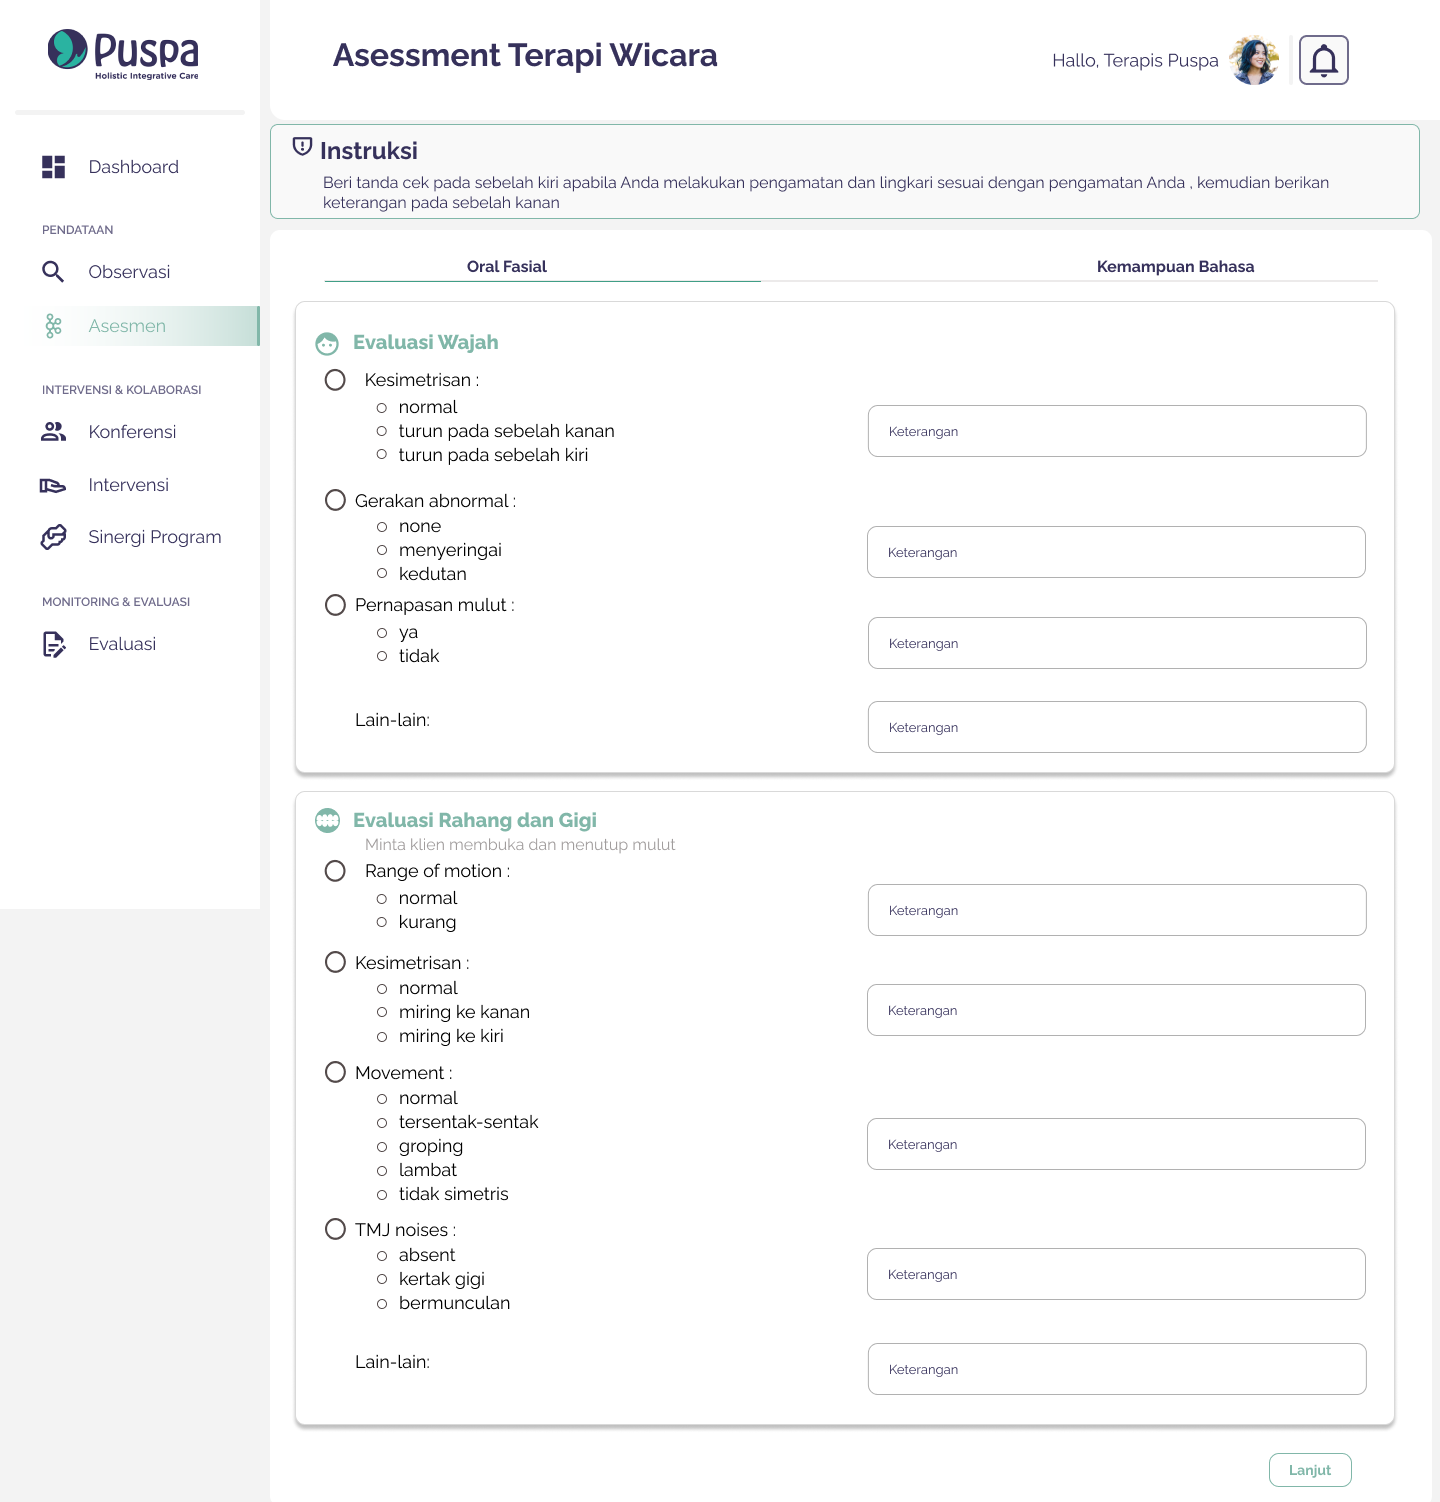 Puspa
Holistic Integrative Care
Dashboard
PENDATAAN
Observasi
Asesmen
INTERVENSI & KOLABORASI
Konferensi
Intervensi
Sinergi Program
MONITORING & EVALUASI
Evaluasi
Asessment Terapi Wicara
Hallo, Terapis Puspa
Instruksi
Beri tanda cek pada sebelah kiri apabila Anda melakukan pengamatan dan lingkari sesuai dengan pengamatan Anda , kemudian berikan
keterangan pada sebelah kanan
Oral Fasial
Kemampuan Bahasa
Evaluasi Wajah
Kesimetrisan :
normal
turun pada sebelah kanan
turun pada sebelah kiri
Keterangan
Gerakan abnormal :
none
menyeringai
kedutan
Keterangan
Pernapasan mulut :
ya
tidak
Keterangan
Lain-lain:
Keterangan
Evaluasi Rahang dan Gigi
Minta klien membuka dan menutup mulut
Range of motion :
normal
kurang
Keterangan
Kesimetrisan :
normal
miring ke kanan
miring ke kiri
Keterangan
Movement :
normal
tersentak-sentak
groping
lambat
tidak simetris
Keterangan
TMJ noises :
absent
kertak gigi
bermunculan
Keterangan
Lain-lain:
Keterangan
Lanjut